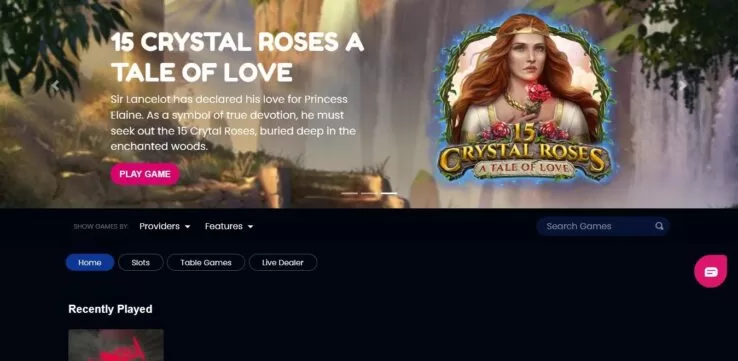 15 CRYSTAL ROSES A
TALE OF LOVE
Sir Lancelot has declared his love for Princess
Elaine. As a symbol of true devotion, he must
seek out the 15 Crytal Roses, buried deep in the
enchanted woods.
PLAY GAME
15
CRYSTAL ROSES
A TALE OF LOVE
SHOW GAMES BY:
Providers
Features
Search Games
Home
Slots
Table Games
Live Dealer
Recently Played